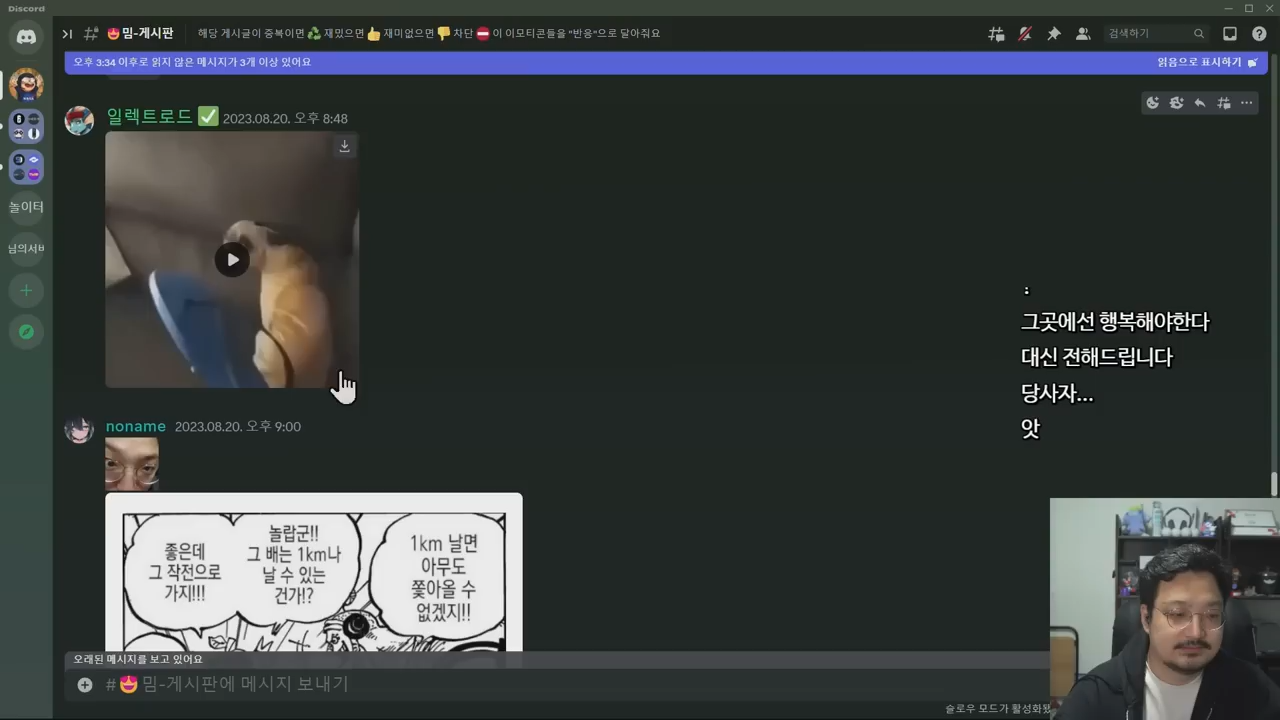 Discord
😍밈-게시판
해당 게시글이 중복이면 ♻️ 재밌으면 👍 재미없으면 👎 차단 ⛔ 이 이모티콘들을 "반응"으로 달아줘요
검색하기
오후 3:34 이후로 읽지 않은 메시지가 3개 이상 있어요
읽음으로 표시하기
일렉트로드 ✅ 2023.08.20. 오후 8:48
놀이터
님의서버
:
그곳에선 행복해야한다
대신 전해드립니다
당사자...
앗
noname 2023.08.20. 오후 9:00
좋은데
그 작전으로
가지!!!
놀랍군!!
그 배는 1km나
날 수 있는
건가!?
1km 날면
아무도
쫓아올 수
없겠지!!
오래된 메시지를 보고 있어요
#😍밈-게시판에 메시지 보내기
슬로우 모드가 활성화됐